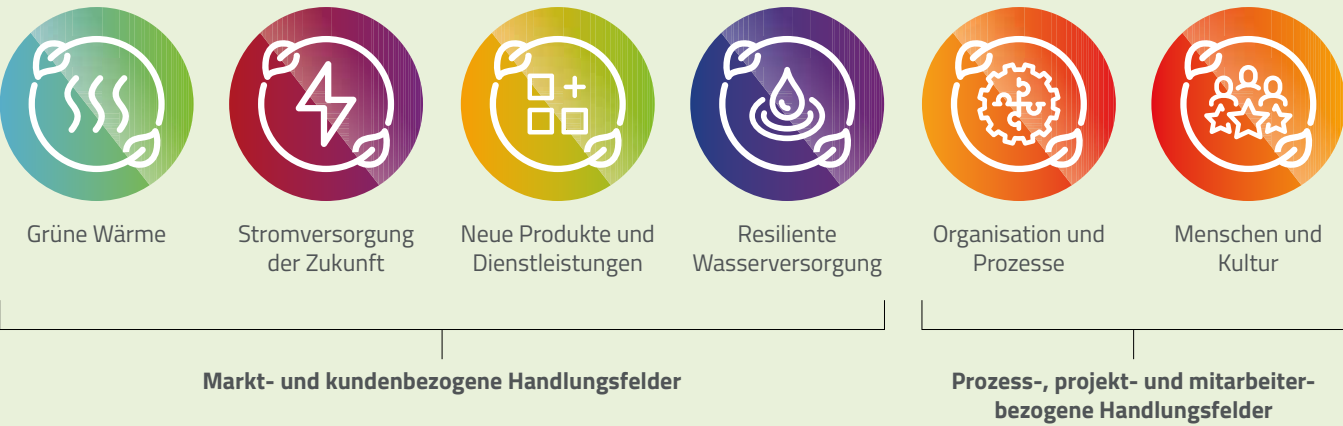 Grüne Wärme
Stromversorgung
der Zukunft
Neue Produkte und
Dienstleistungen
Resiliente
Wasserversorgung
Organisation und
Prozesse
Menschen und
Kultur
Markt- und kundenbezogene Handlungsfelder
Prozess-, projekt- und mitarbeiter-
bezogene Handlungsfelder